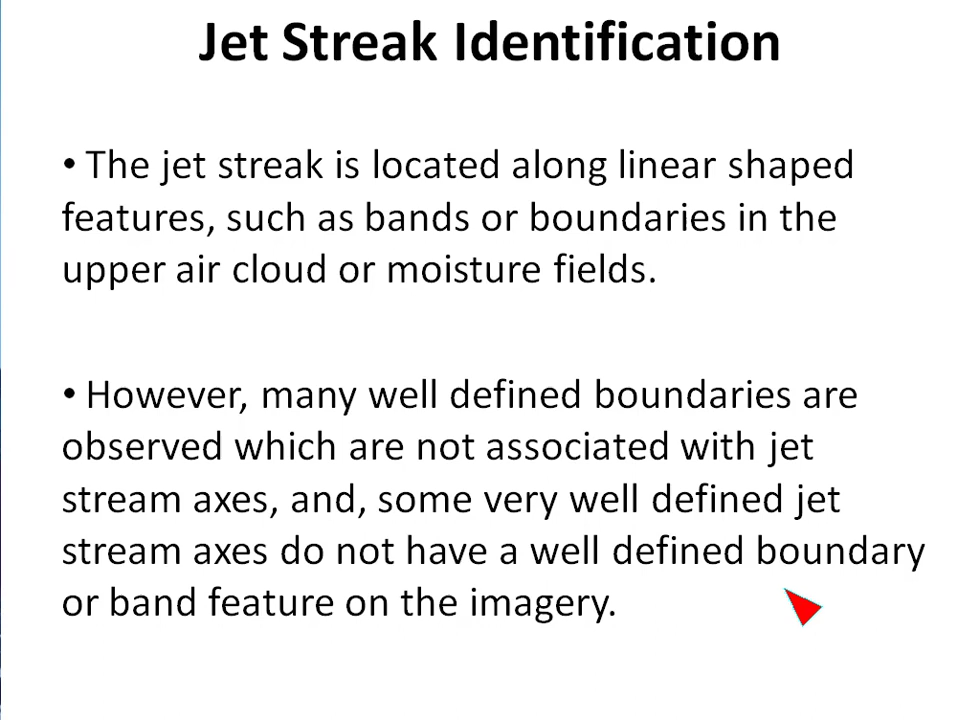 Jet Streak Identification
• The jet streak is located along linear shaped
features, such as bands or boundaries in the
upper air cloud or moisture fields.
• However, many well defined boundaries are
observed which are not associated with jet
stream axes, and, some very well defined jet
stream axes do not have a well defined boundary
or band feature on the imagery.